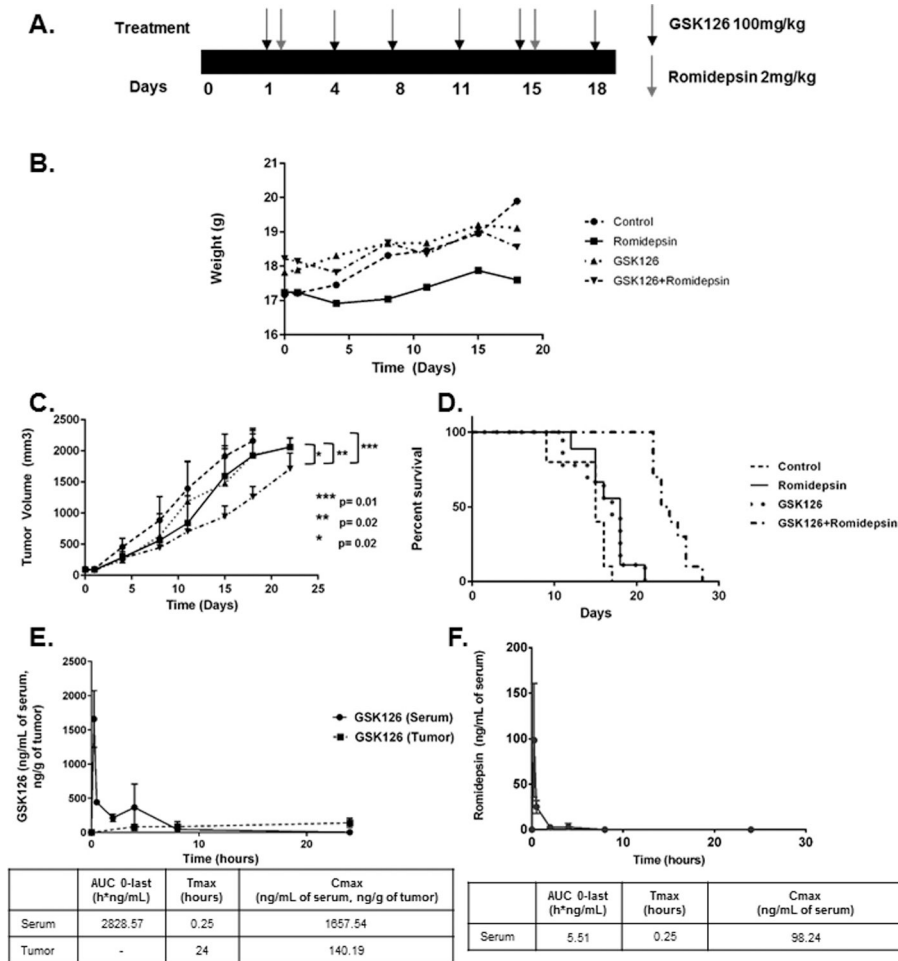 A.
Treatment
GSK126 100mg/kg
Romidepsin 2mg/kg
Days 0 1 4 8 11 15 18
B.
Weight (g)
21
20
19
18
17
16
0 5 10 15 20
Time (Days)
Control
Romidepsin
GSK126
GSK126+Romidepsin
C.
Tumor Volume (mm3)
2500
2000
1500
1000
500
0
0 5 10 15 20 25
Time (Days)
* ** ***
*** p= 0.01
** p= 0.02
* p= 0.02
D.
Percent survival
100
50
0
0 10 20 30
Days
Control
Romidepsin
GSK126
GSK126+Romidepsin
E.
GSK126 (ng/mL of serum,
ng/g of tumor)
2500
2000
1500
1000
500
0
0 10 20
Time (hours)
GSK126 (Serum)
GSK126 (Tumor)
AUC 0-last (h*ng/mL) Tmax (hours) Cmax (ng/mL of serum, ng/g of tumor)
Serum 2828.57 0.25 1657.54
Tumor - 24 140.19
F.
Romidepsin (ng/mL of serum)
200
150
100
50
0
0 10 20 30
Time (hours)
AUC 0-last (h*ng/mL) Tmax (hours) Cmax (ng/mL of serum)
Serum 5.51 0.25 98.24